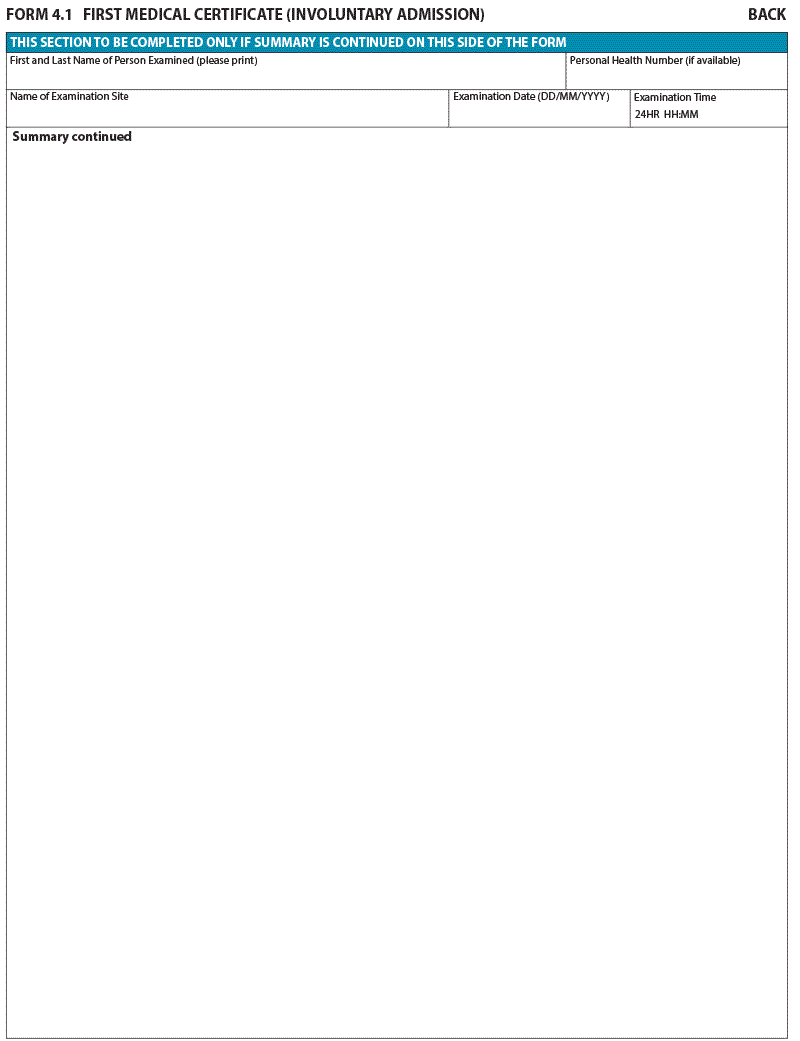 FORM 4.1 FIRST MEDICAL CERTIFICATE (INVOLUNTARY ADMISSION) BACK
THIS SECTION TO BE COMPLETED ONLY IF SUMMARY IS CONTINUED ON THIS SIDE OF THE FORM
First and Last Name of Person Examined (please print) Personal Health Number (if available)
Name of Examination Site Examination Date (DD/MM/YYYY) Examination Time
24HR HH:MM
Summary continued